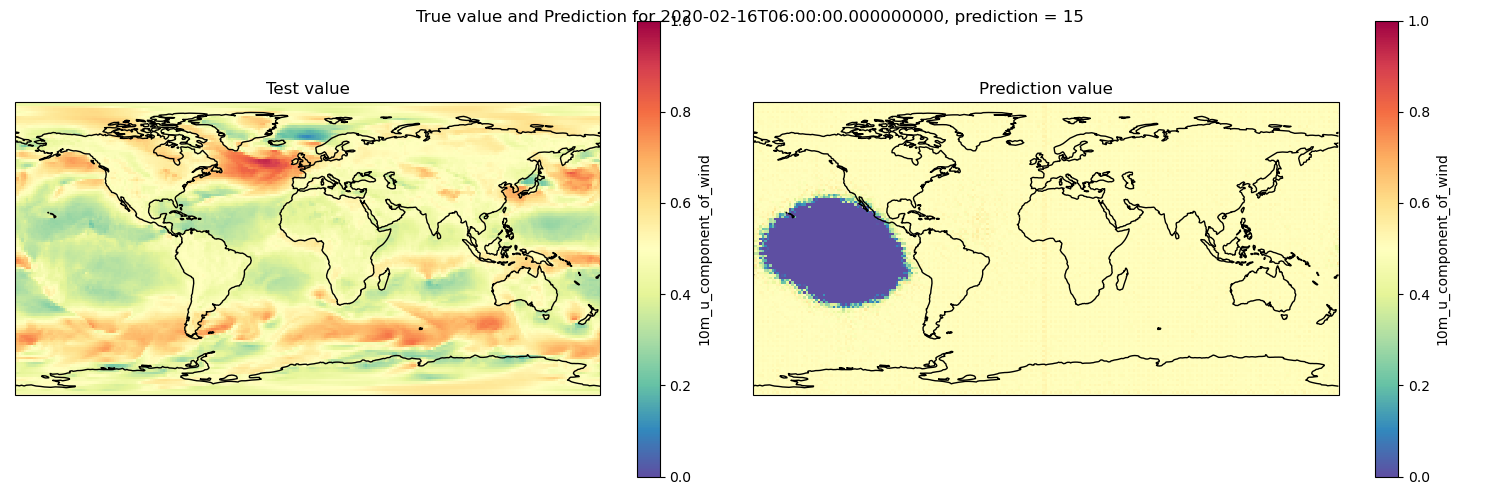 True value and Prediction for 2020-02-16T06:00:00.000000000, prediction = 15
Test value
1.0
0.8
0.6
0.4
0.2
0.0
10m_u_component_of_wind
Prediction value
1.0
0.8
0.6
0.4
0.2
0.0
10m_u_component_of_wind